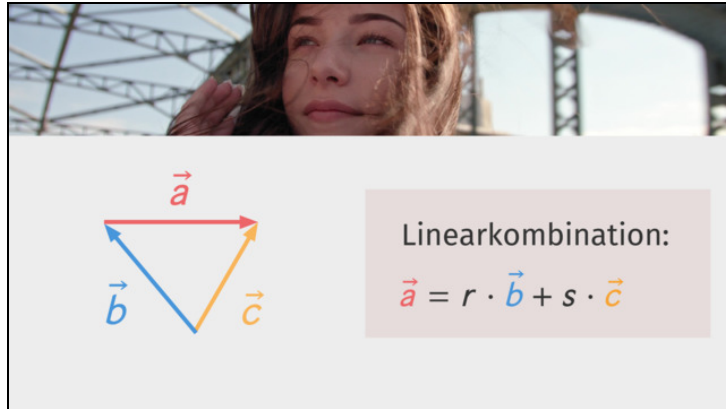 a⃗
b⃗
c⃗
Linearkombination:
a⃗ = r · b⃗ + s · c⃗